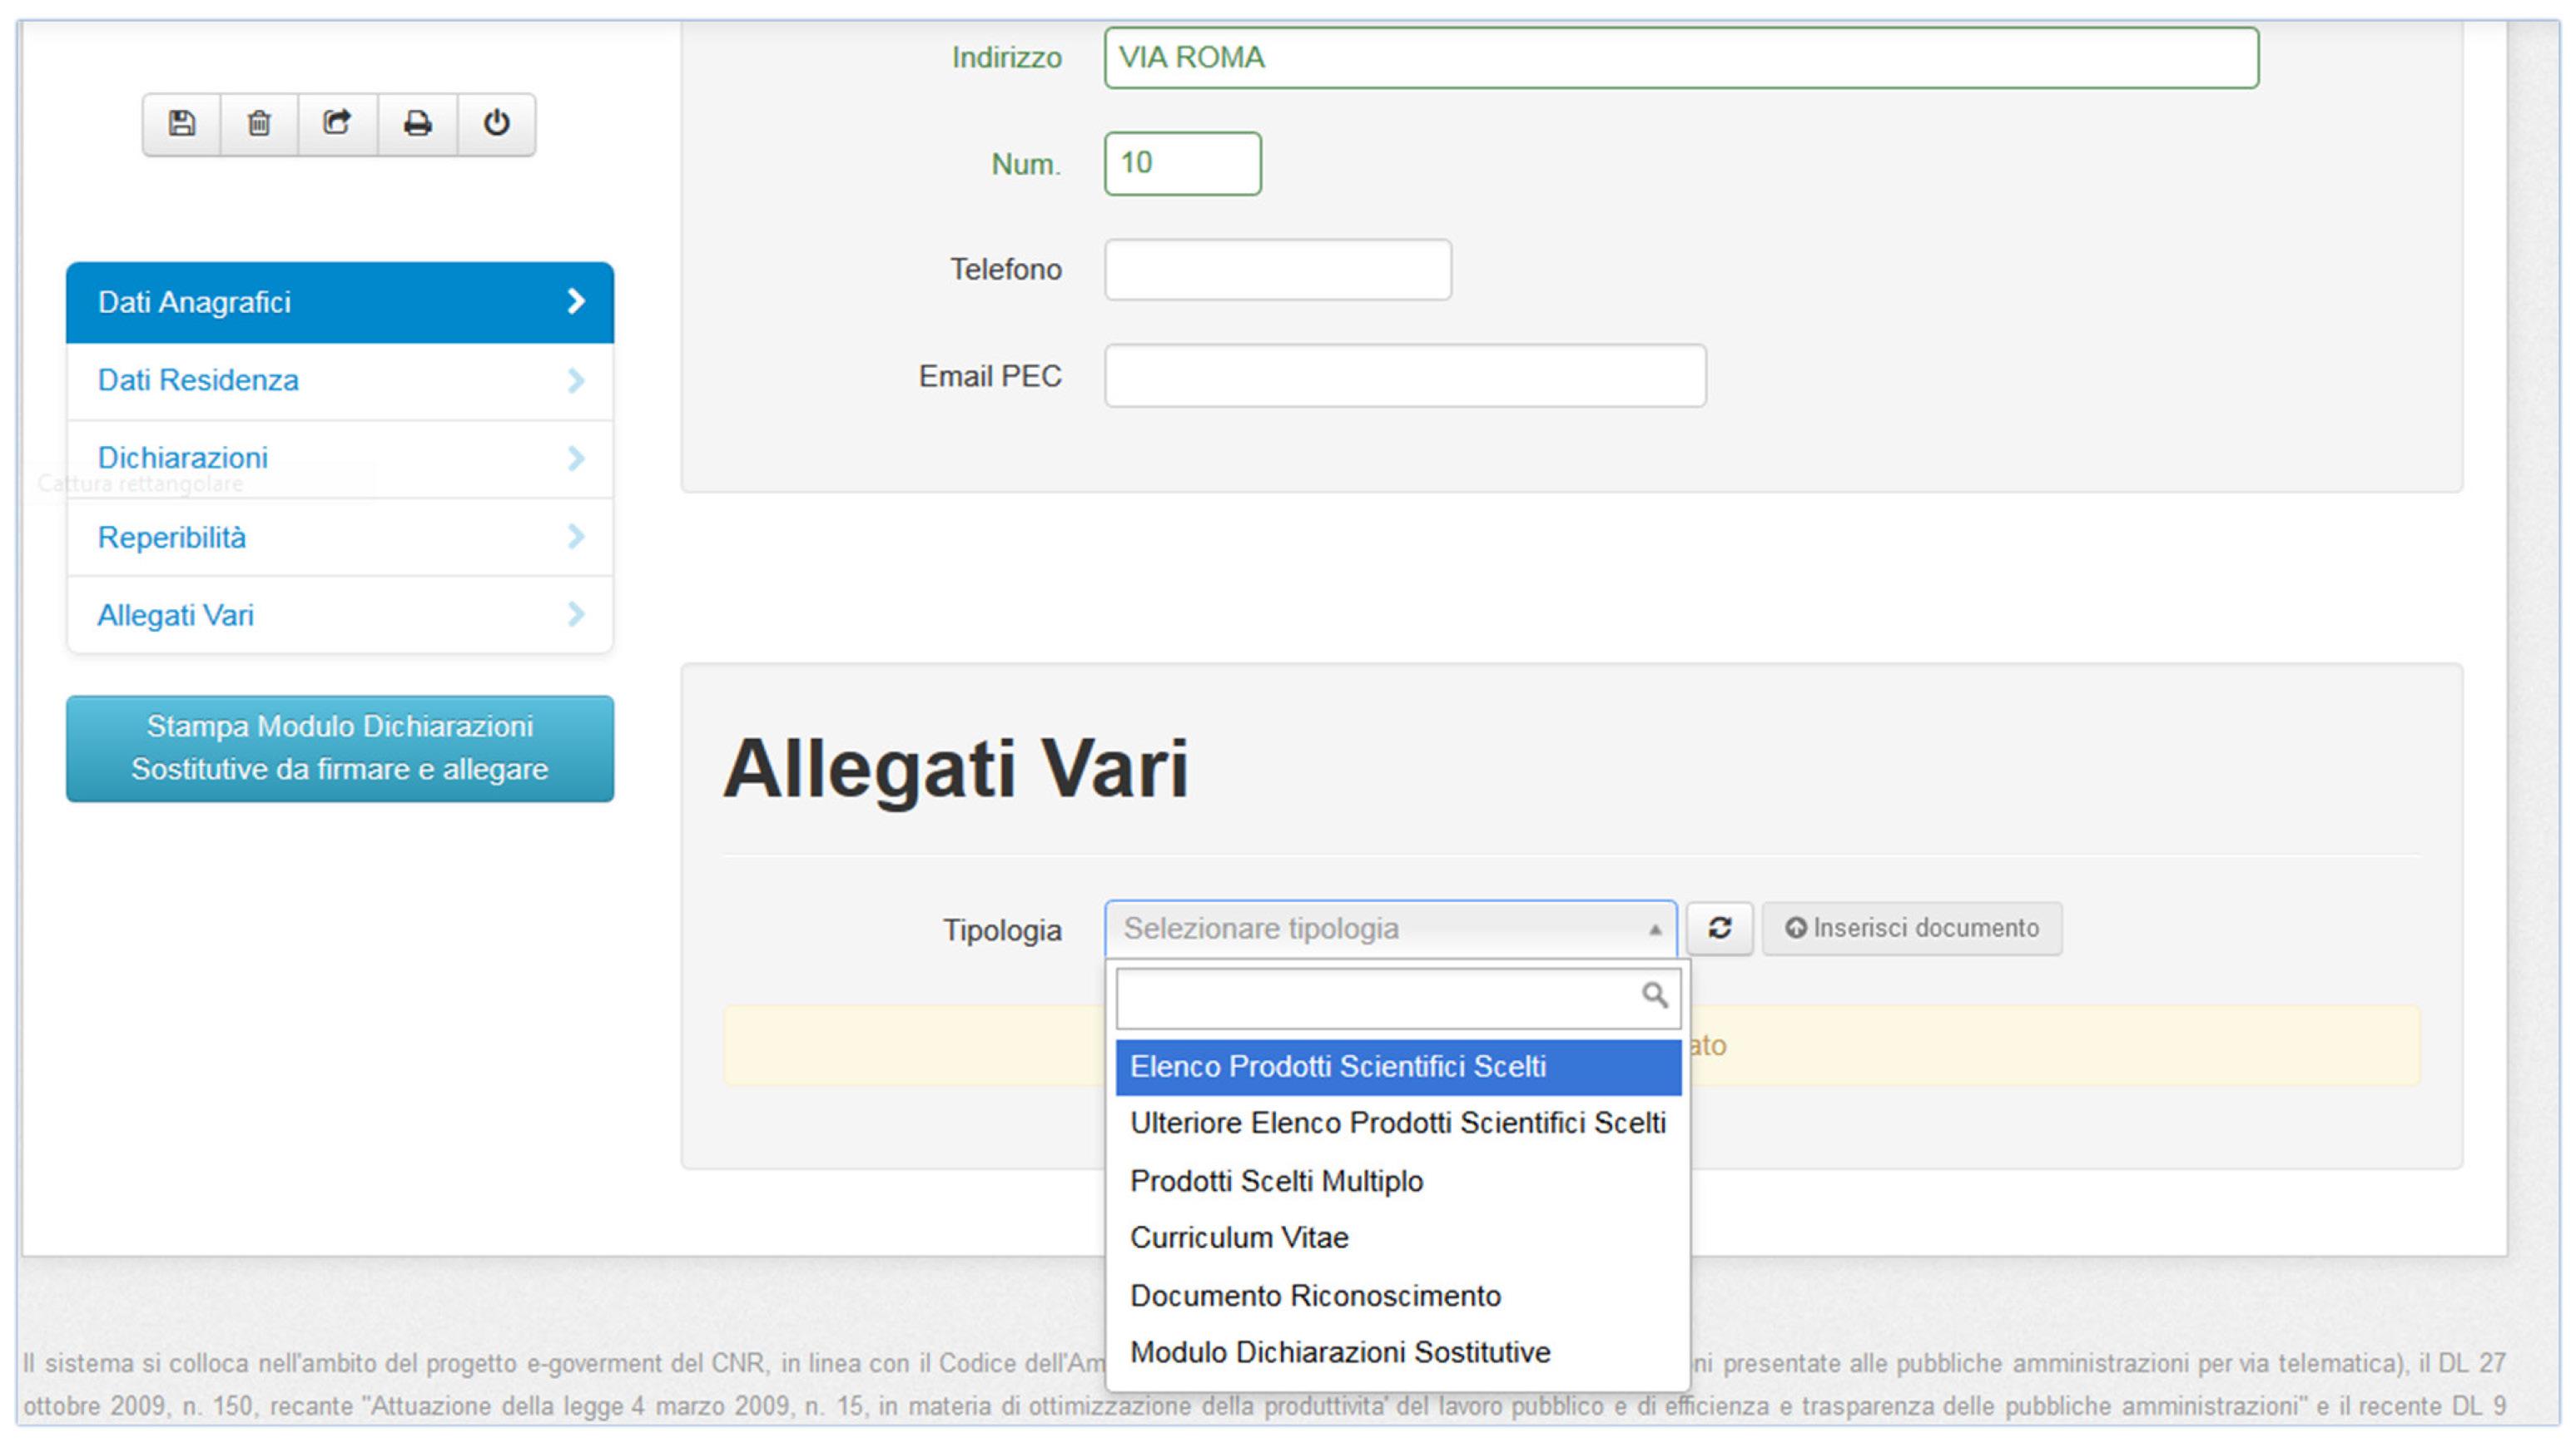 Indirizzo VIA ROMA
Num. 10
Telefono
Email PEC
Dati Anagrafici
Dati Residenza
Dichiarazioni
Cattura rettangolare
Reperibilità
Allegati Vari
Stampa Modulo Dichiarazioni
Sostitutive da firmare e allegare
Allegati Vari
Tipologia Selezionare tipologia Inserisci documento
Elenco Prodotti Scientifici Scelti
Ulteriore Elenco Prodotti Scientifici Scelti
Prodotti Scelti Multiplo
Curriculum Vitae
Documento Riconoscimento
Modulo Dichiarazioni Sostitutive
Il sistema si colloca nell'ambito del progetto e-goverment del CNR, in linea con il Codice presentate alle pubbliche amministrazioni per via telematica), il DL 27
ottobre 2009, n. 150, recante "Attuazione della legge 4 marzo 2009, n. 15, in materia di ottimizzazione della produttivita' del lavoro pubblico e di efficienza e trasparenza delle pubbliche amministrazioni" e il recente DL 9